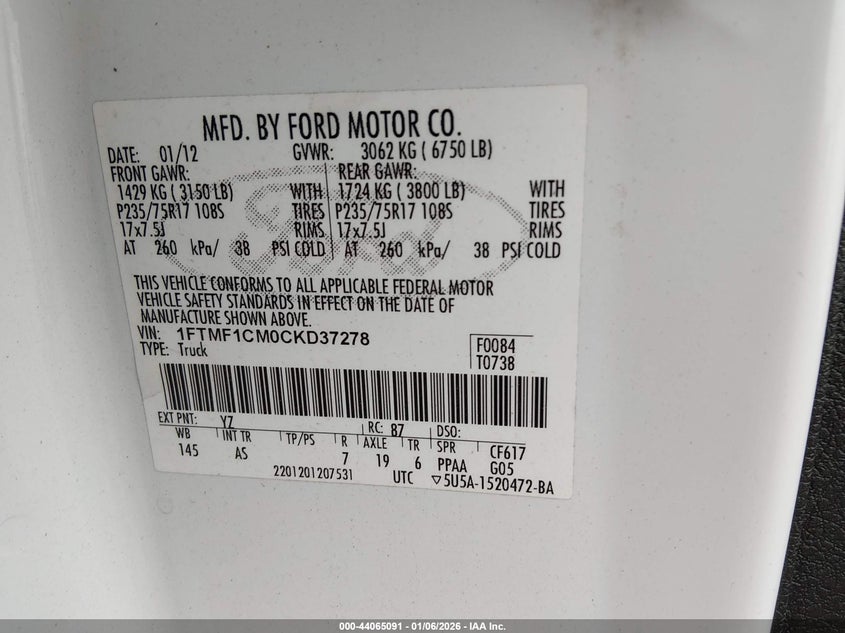 MFD. BY FORD MOTOR CO.
DATE: 01/12 GVWR: 3062 KG ( 6750 LB)
FRONT GAWR: REAR GAWR:
1429 KG ( 3150 LB) WITH 1724 KG ( 3800 LB) WITH
P235/75R17 108S TIRES P235/75R17 108S TIRES
17x7.5J RIMS 17x7.5J RIMS
AT 260 kPa/ 38 PSI COLD AT 260 kPa/ 38 PSI COLD
Ford
THIS VEHICLE CONFORMS TO ALL APPLICABLE FEDERAL MOTOR
VEHICLE SAFETY STANDARDS IN EFFECT ON THE DATE OF
MANUFACTURE SHOWN ABOVE.
VIN: 1FTMF1CM0CKD37278 F0084
TYPE: Truck T0738
EXT PNT: YZ RC: B7 DSO:
WB INT TR TP/PS R AXLE TR SPR CF617
145 AS 7 19 6 PPAA G05
2201201207531 UTC ▽5U5A-1520472-BA
000-44065091 | 01/06/2026 - IAA Inc.